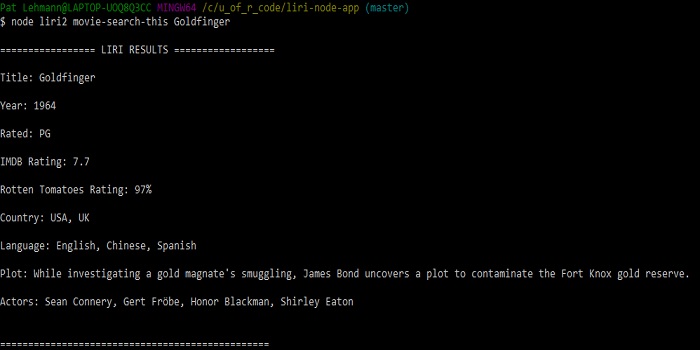 Pat Lehmann@LAPTOP-UOQ8Q3CC MINGW64 /c/u_of_r_code/liri-node-app (master)
$ node liri2 movie-search-this Goldfinger
================= LIRI RESULTS ==================
Title: Goldfinger
Year: 1964
Rated: PG
IMDB Rating: 7.7
Rotten Tomatoes Rating: 97%
Country: USA, UK
Language: English, Chinese, Spanish
Plot: While investigating a gold magnate's smuggling, James Bond uncovers a plot to contaminate the Fort Knox gold reserve.
Actors: Sean Connery, Gert Fröbe, Honor Blackman, Shirley Eaton
================================================